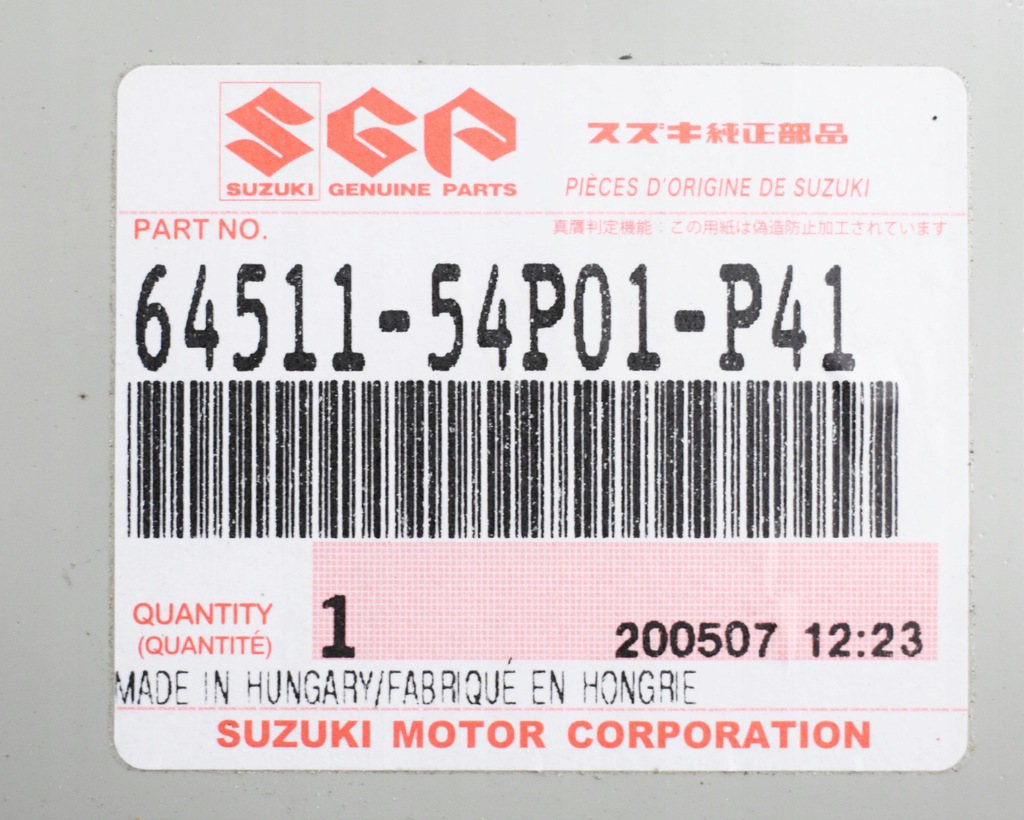 SGP
スズキ純正部品
SUZUKI GENUINE PARTS
PIÈCES D'ORIGINE DE SUZUKI
PART NO.
真贋判定機能：この用紙は偽造防止加工されています
64511-54P01-P41
QUANTITY
(QUANTITÉ)
1
200507 12:23
MADE IN HUNGARY/FABRIQUÉ EN HONGRIE
SUZUKI MOTOR CORPORATION